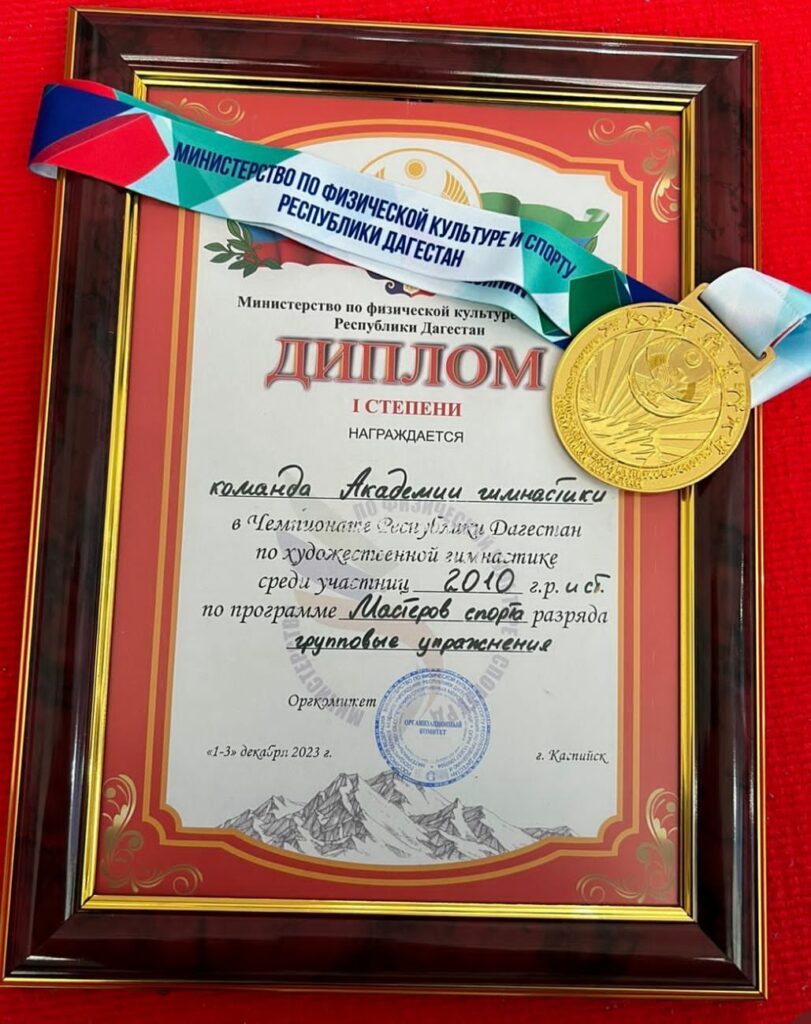 МИНИСТЕРСТВО ПО ФИЗИЧЕСКОЙ КУЛЬТУРЕ И СПОРТУ
РЕСПУБЛИКИ ДАГЕСТАН
Министерство по физической культуре
Республики Дагестан
ДИПЛОМ
I СТЕПЕНИ
НАГРАЖДАЕТСЯ
команда Академии гимнастики
в Чемпионате Республики Дагестан
по художественной гимнастике
среди участниц 2010 г.р. и ст.
по программе Мастеров спорта разряда
групповые упражнения
Оргкомитет
ОРГАНИЗАЦИОННЫЙ
КОМИТЕТ
«1-3» декабря 2023 г.
г. Каспийск